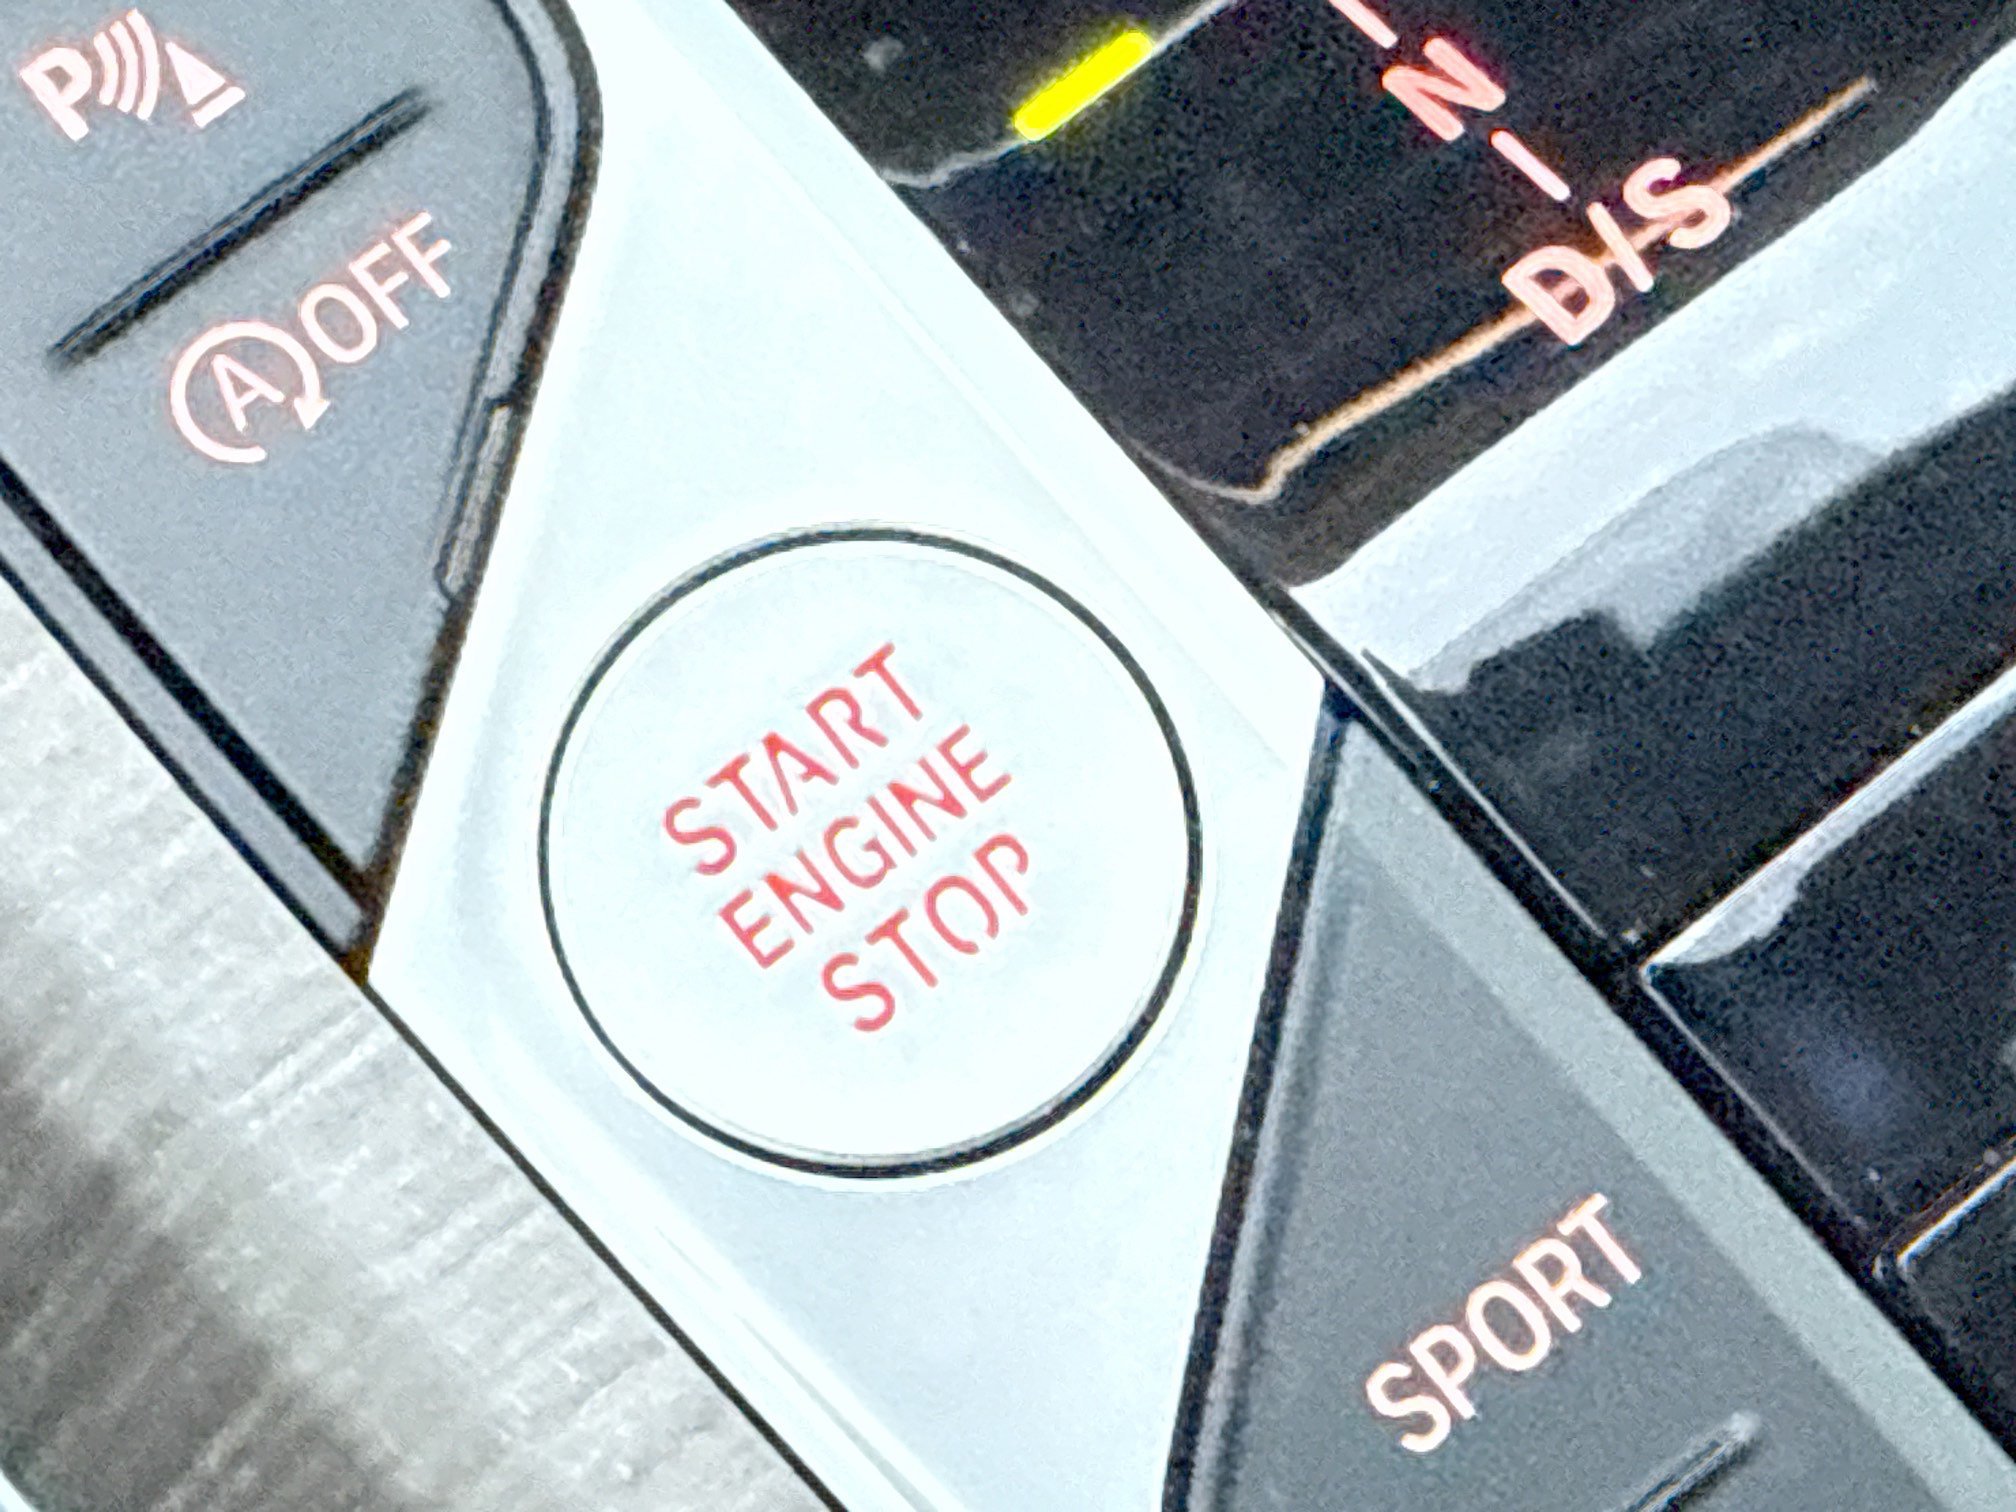 P
A OFF
N
D/S
START
ENGINE
STOP
SPORT